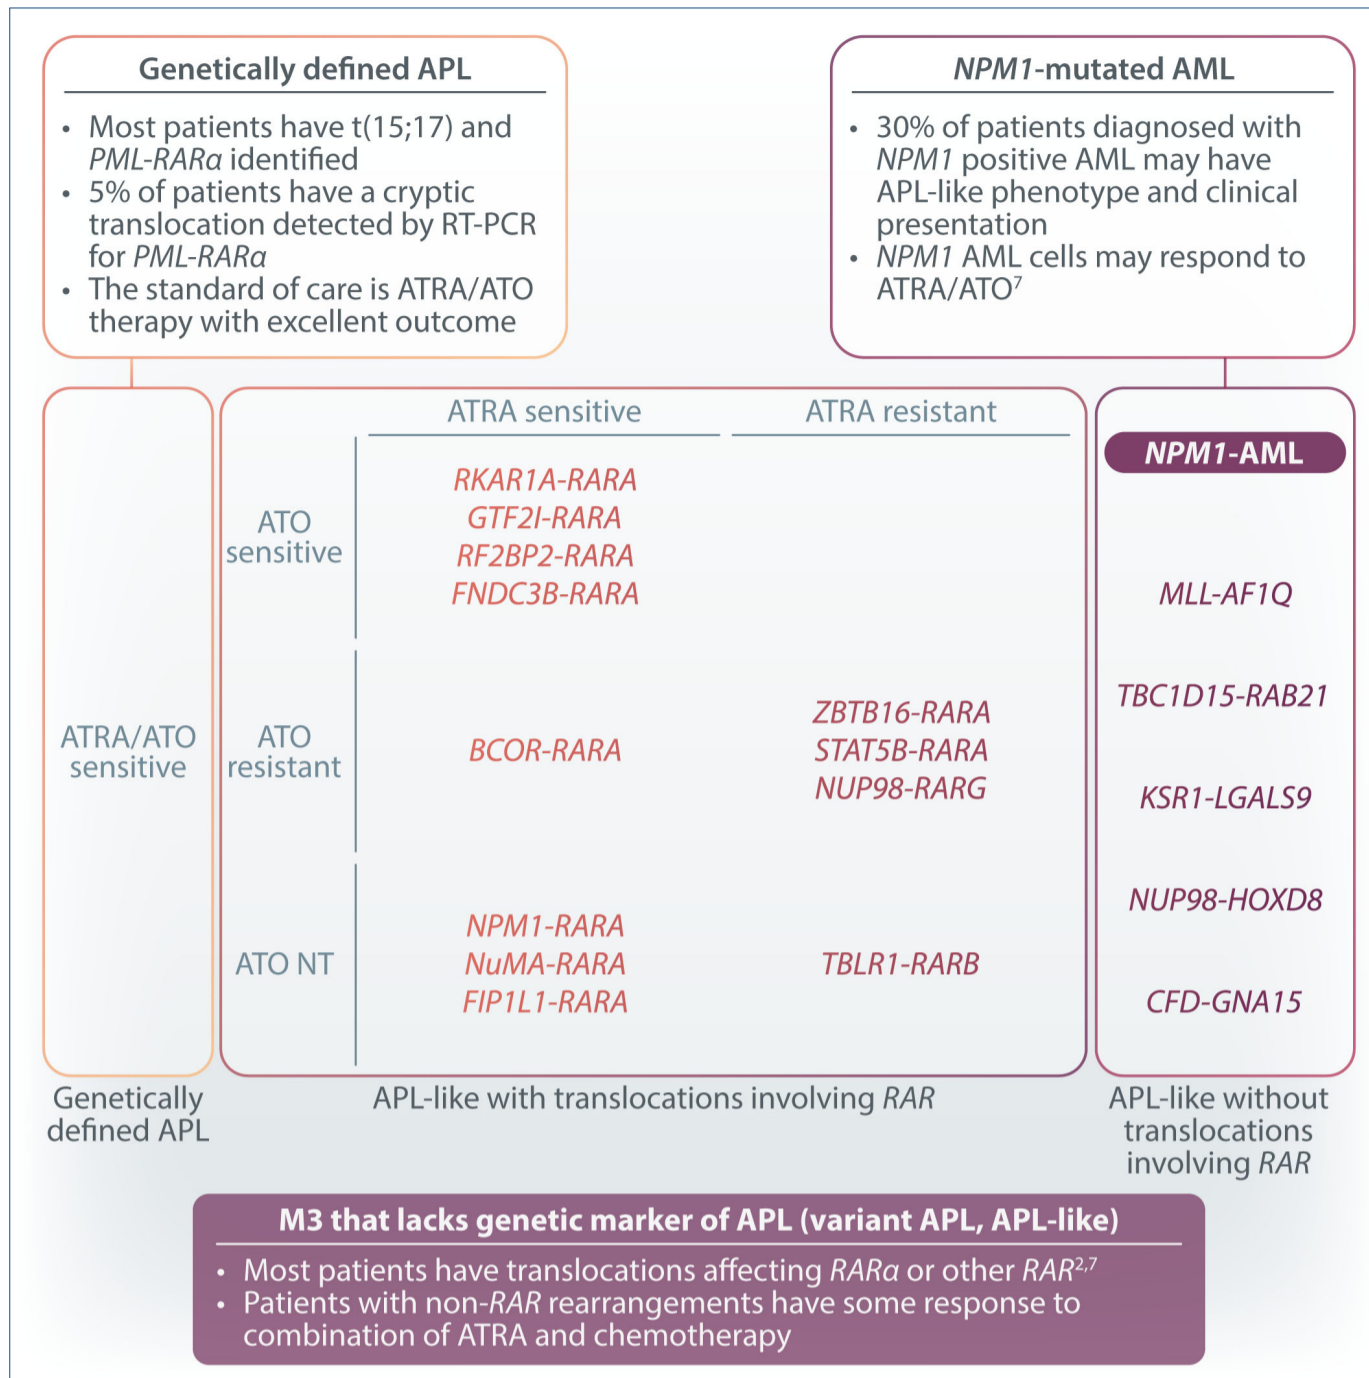 Genetically defined APL
• Most patients have t(15;17) and
PML-RARα identified
• 5% of patients have a cryptic
translocation detected by RT-PCR
for PML-RARα
• The standard of care is ATRA/ATO
therapy with excellent outcome
NPM1-mutated AML
• 30% of patients diagnosed with
NPM1 positive AML may have
APL-like phenotype and clinical
presentation
• NPM1 AML cells may respond to
ATRA/ATO7
ATRA/ATO
sensitive
Genetically
defined APL
ATRA sensitive
ATRA resistant
ATO
sensitive
RKAR1A-RARA
GTF2I-RARA
RF2BP2-RARA
FNDC3B-RARA
ATO
resistant
BCOR-RARA
ZBTB16-RARA
STAT5B-RARA
NUP98-RARG
ATO NT
NPM1-RARA
NuMA-RARA
FIP1L1-RARA
TBLR1-RARB
APL-like with translocations involving RAR
NPM1-AML
MLL-AF1Q
TBC1D15-RAB21
KSR1-LGALS9
NUP98-HOXD8
CFD-GNA15
APL-like without
translocations
involving RAR
M3 that lacks genetic marker of APL (variant APL, APL-like)
• Most patients have translocations affecting RARα or other RAR2,7
• Patients with non-RAR rearrangements have some response to
combination of ATRA and chemotherapy